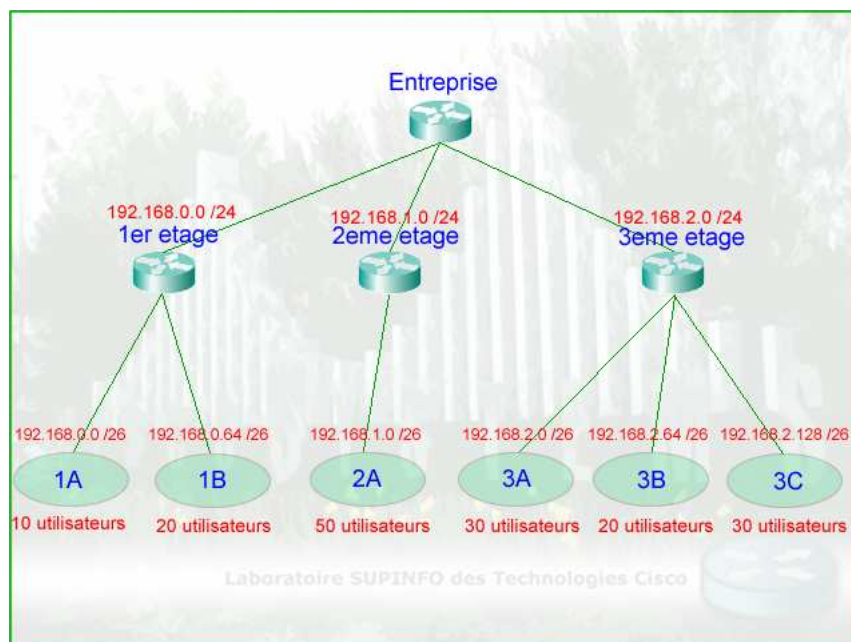 Entreprise
192.168.0.0 /24
192.168.1.0 /24
192.168.2.0 /24
1er etage
2eme etage
3eme etage
192.168.0.0 /26
192.168.0.64 /26
192.168.1.0 /26
192.168.2.0 /26
192.168.2.64 /26
192.168.2.128 /26
1A
1B
2A
3A
3B
3C
10 utilisateurs
20 utilisateurs
50 utilisateurs
30 utilisateurs
20 utilisateurs
30 utilisateurs
Laboratoire SUPINFO des Technologies Cisco